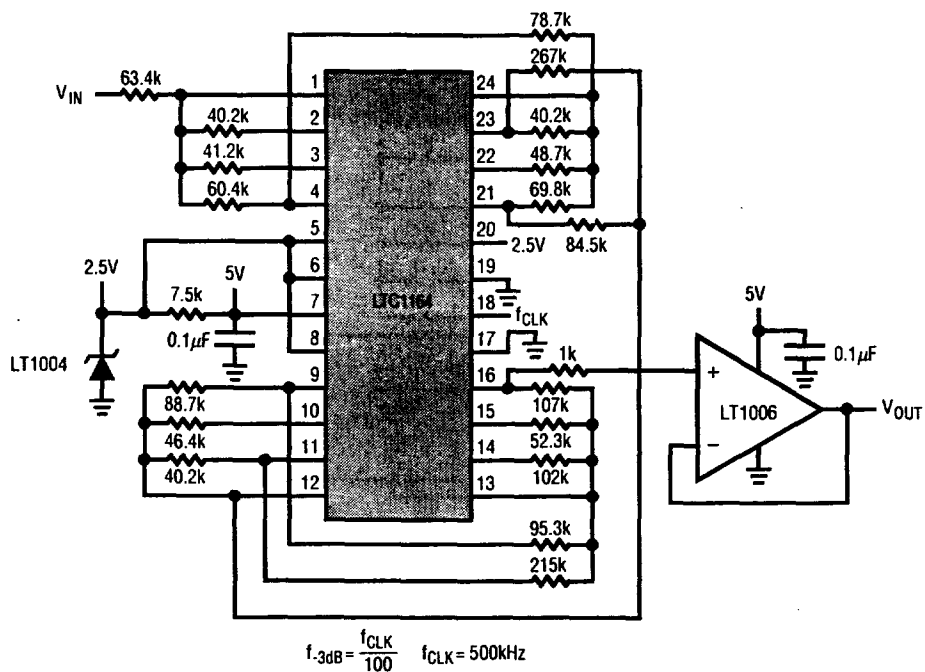 78.7k
267k
63.4k
V_IN
1
24
40.2k
2
23
40.2k
41.2k
3
22
48.7k
60.4k
4
21
69.8k
5
20
2.5V
84.5k
2.5V
5V
6
19
7.5k
7
LTC1164
18
f_CLK
5V
0.1μF
8
17
0.1μF
LT1004
1k
9
16
+
88.7k
107k
LT1006
V_OUT
10
15
46.4k
52.3k
−
11
14
40.2k
102k
12
13
95.3k
215k
f_-3dB = f_CLK/100 f_CLK = 500kHz